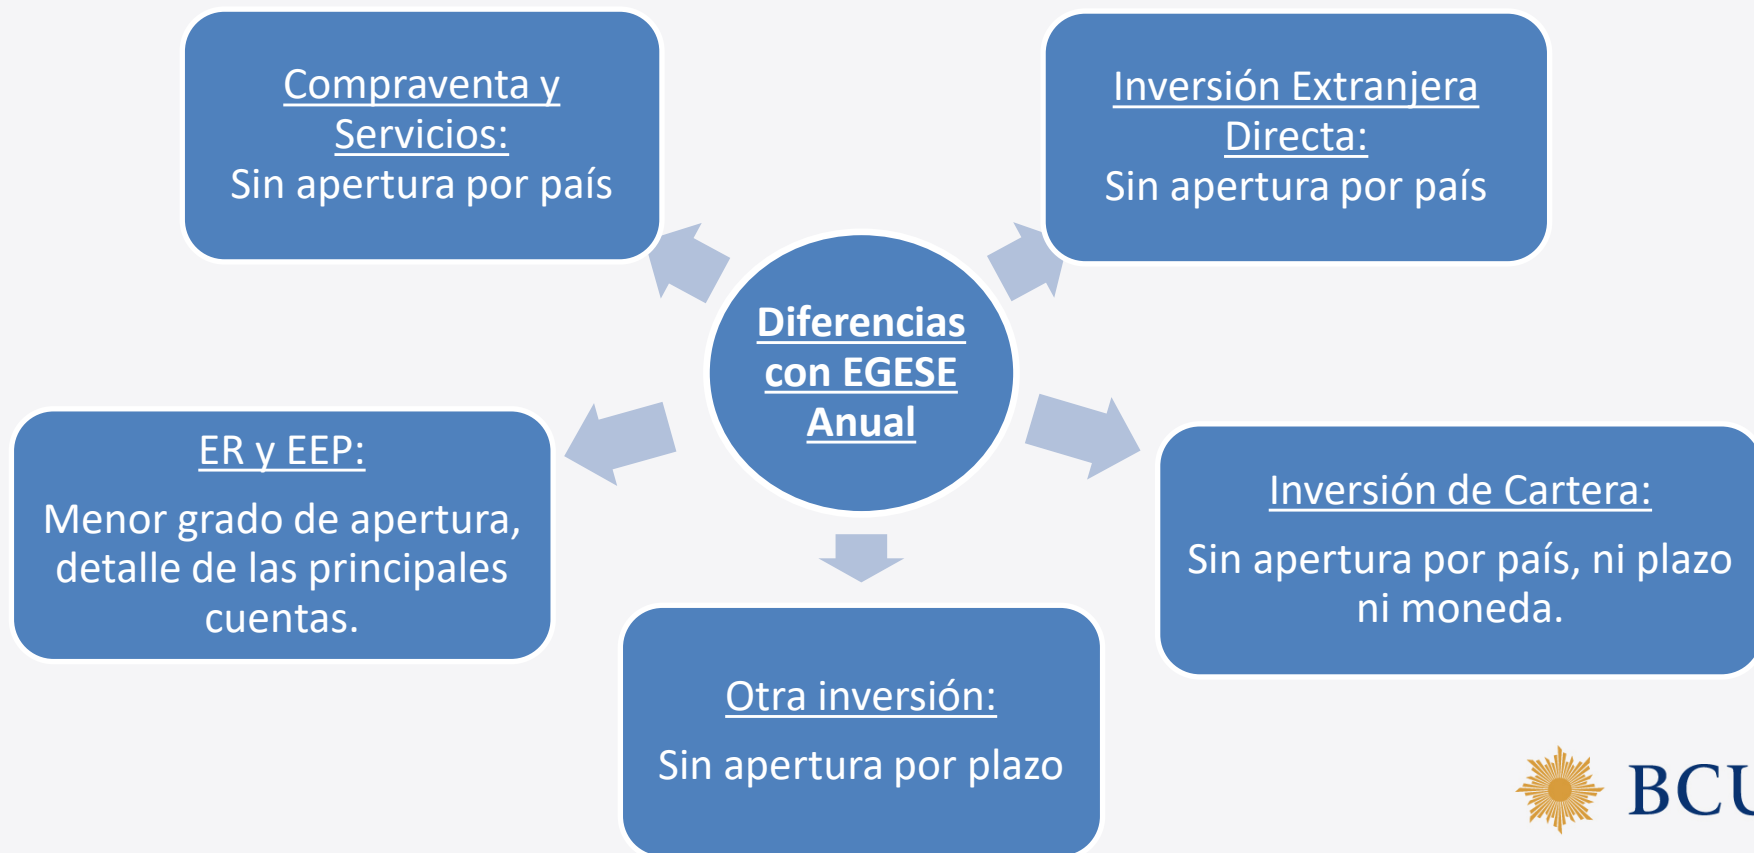 Compraventa y
Servicios:
Sin apertura por país
Inversión Extranjera
Directa:
Sin apertura por país
Diferencias
con EGESE
Anual
ER y EEP:
Menor grado de apertura,
detalle de las principales
cuentas.
Inversión de Cartera:
Sin apertura por país, ni plazo
ni moneda.
Otra inversión:
Sin apertura por plazo
BCU